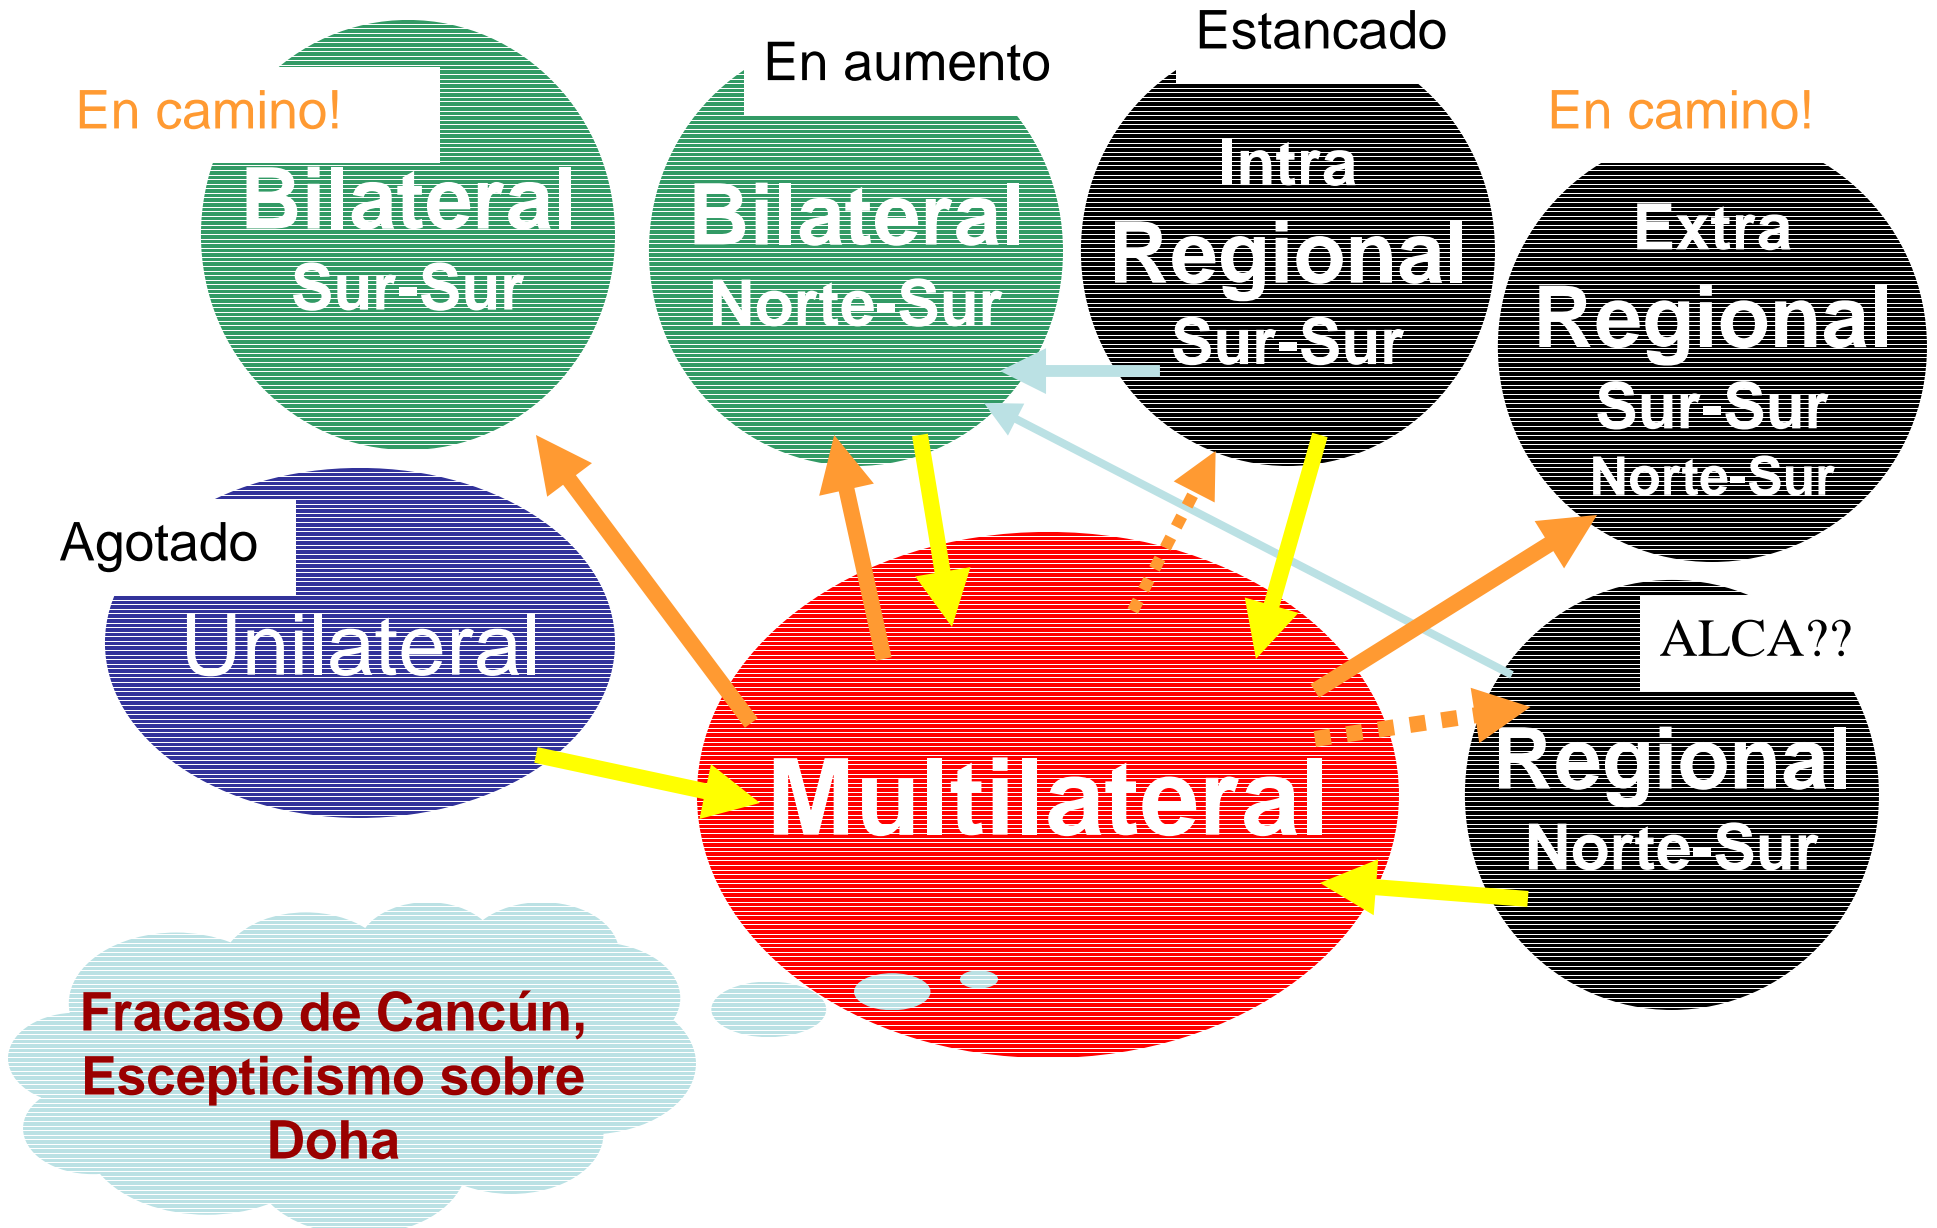 En camino!
Bilateral
Sur-Sur
En aumento
Bilateral
Norte-Sur
Estancado
Intra
Regional
Sur-Sur
En camino!
Extra
Regional
Sur-Sur
Norte-Sur
Agotado
Unilateral
Multilateral
ALCA??
Regional
Norte-Sur
Fracaso de Cancún,
Escepticismo sobre
Doha